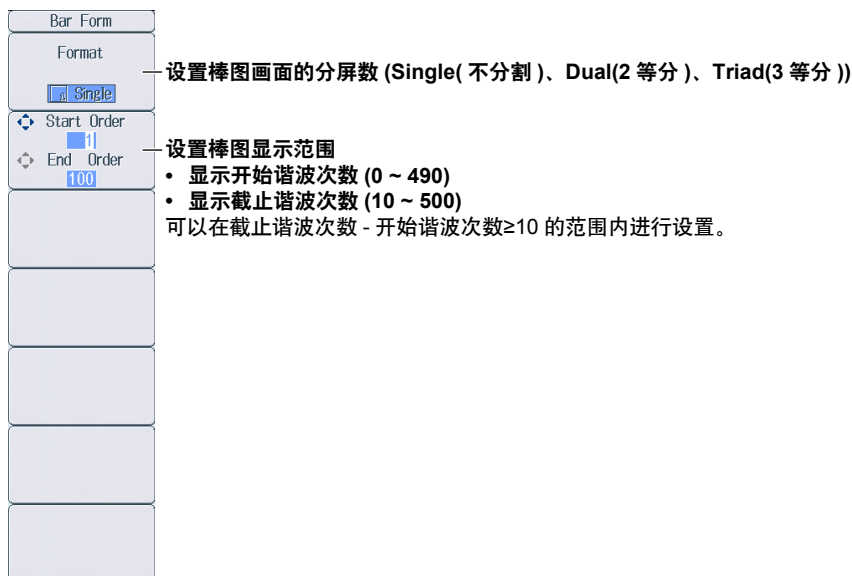 Bar Form
Format
Single
设置棒图画面的分屏数 (Single( 不分割 )、Dual(2 等分 )、Triad(3 等分 ))
Start Order
1
End Order
100
设置棒图显示范围
• 显示开始谐波次数 (0 ~ 490)
• 显示截止谐波次数 (10 ~ 500)
可以在截止谐波次数 - 开始谐波次数≥10 的范围内进行设置。